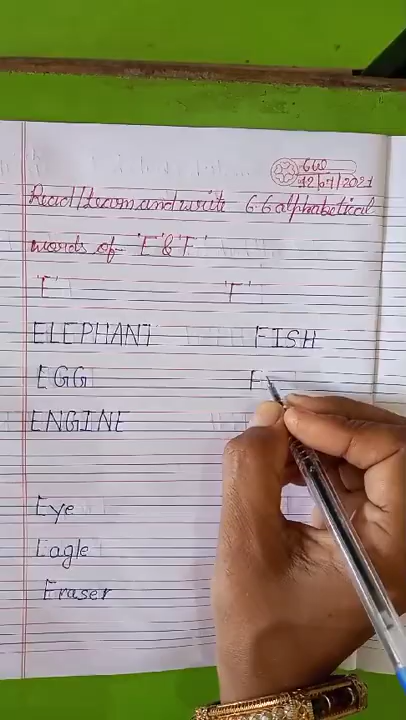 CW
12/07/2021
Read/Learn and write 6-6 alphabetical
words of 'E' & 'F'
'E' 'F'
ELEPHANT FISH
EGG F
ENGINE
Eye
Eagle
Eraser